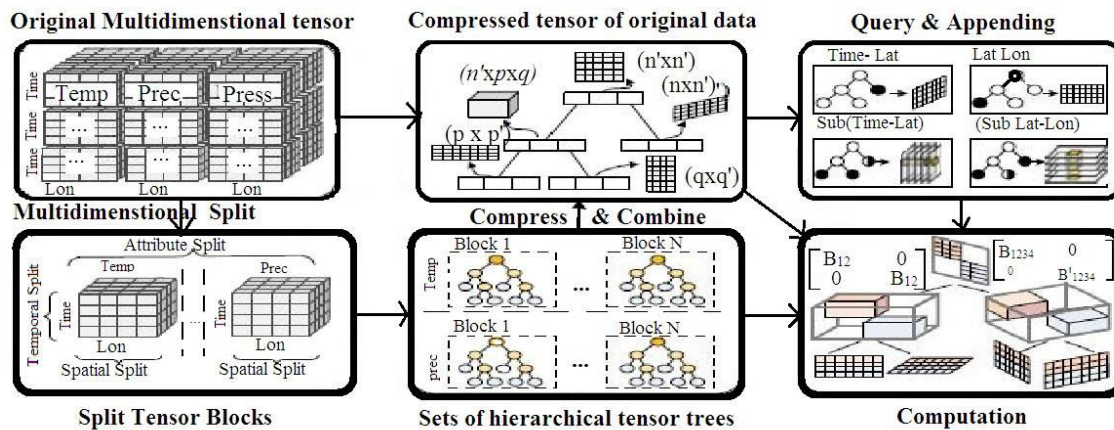 Original Multidimenstional tensor
Time
Temp
Prec
Press
Time
...
...
...
Time
...
...
...
Lon
Lon
Lon
Compressed tensor of original data
(n'xpxq)
(n'xn')
(nxn')
(p x p')
(qxq')
Query & Appending
Time- Lat
Lat Lon
Sub(Time-Lat)
(Sub Lat-Lon)
Multidimenstional Split
Compress & Combine
Attribute Split
Temp
Prec
Temporal Split
Time
...
Time
Lon
Lon
Spatial Split
Spatial Split
Split Tensor Blocks
Block 1
Block N
Temp
...
Block 1
Block N
prec
...
Sets of hierarchical tensor trees
B12 0
0 B12
B1234 0
0 B'1234
Computation